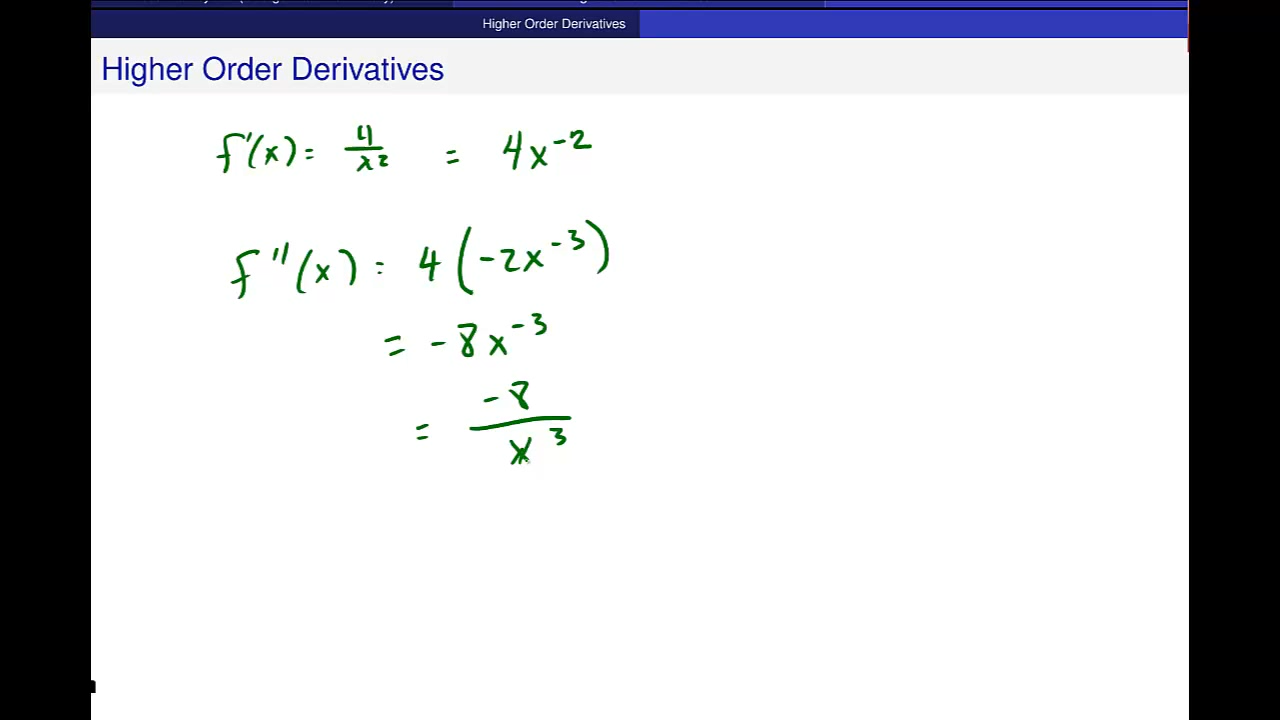 Higher Order Derivatives
Higher Order Derivatives
f'(x) = 4/x² = 4x⁻²
f''(x) = 4(-2x⁻³)
= -8x⁻³
= -8/x³